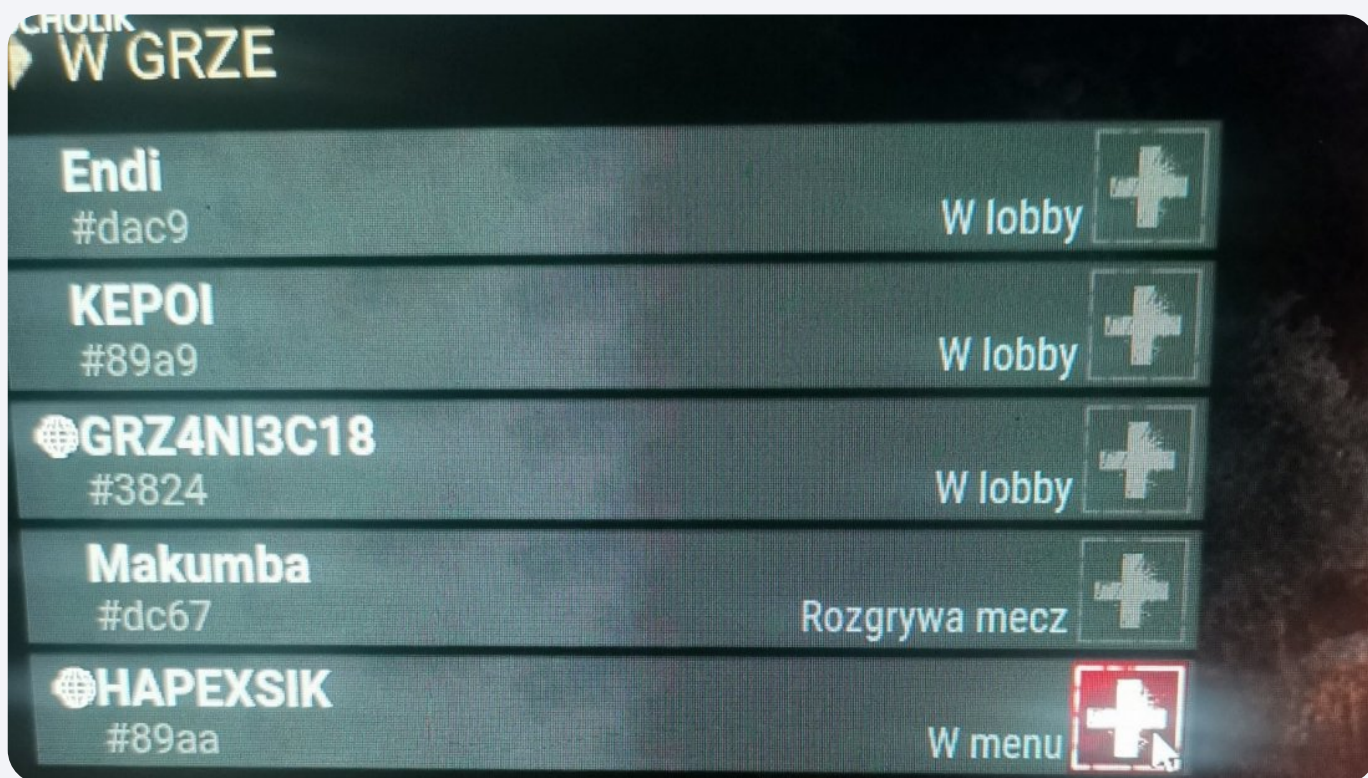 W GRZE
Endi
#dac9
W lobby
KEPOI
#89a9
W lobby
GRZ4NI3C18
#3824
W lobby
Makumba
#dc67
Rozgrywa mecz
HAPEXSIK
#89aa
W menu